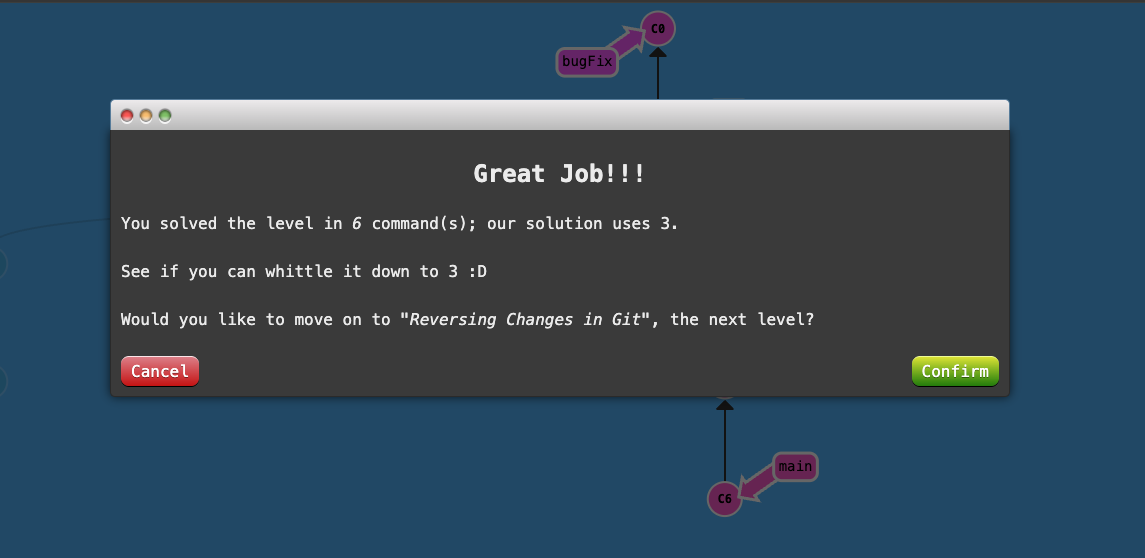 C0
bugFix
Great Job!!!
You solved the level in 6 command(s); our solution uses 3.
See if you can whittle it down to 3 :D
Would you like to move on to "Reversing Changes in Git", the next level?
Cancel
Confirm
main
C6